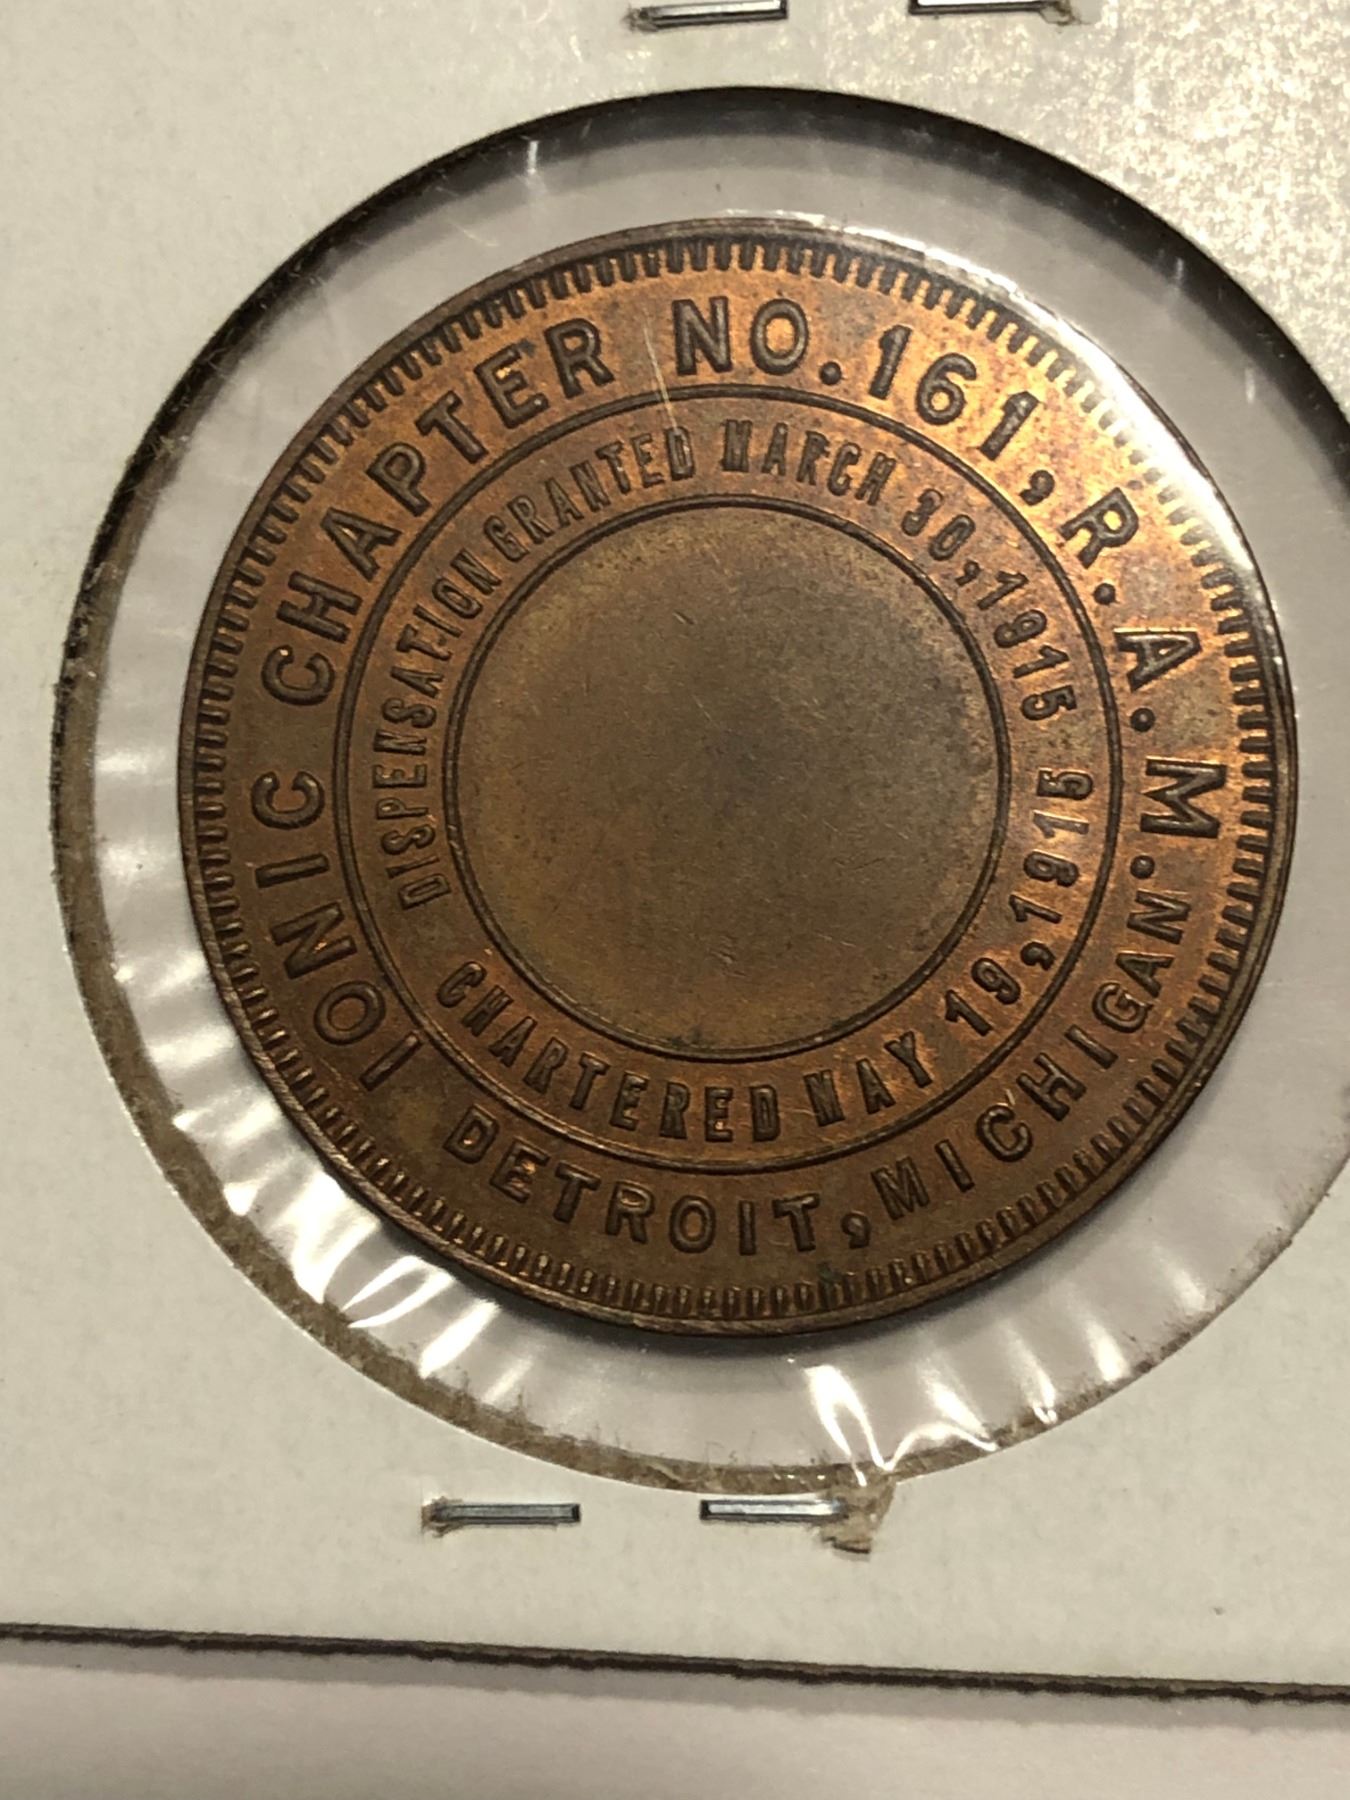 IONIC CHAPTER NO. 161, R. A. M.
DETROIT, MICHIGAN
DISPENSATION GRANTED MARCH 30, 1915
CHARTERED MAY 19, 1915